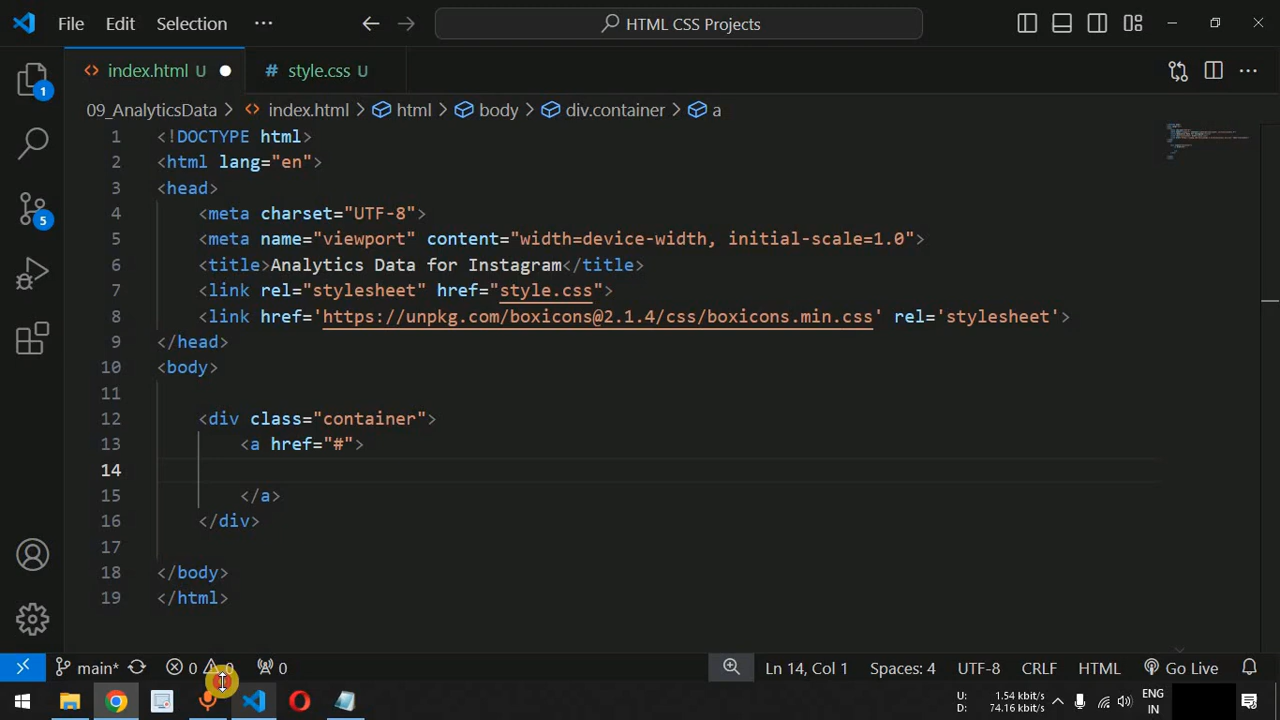 File Edit Selection ··· HTML CSS Projects
index.html U # style.css U
09_AnalyticsData > index.html > html > body > div.container > a
1 <!DOCTYPE html>
2 <html lang="en">
3 <head>
4 <meta charset="UTF-8">
5 <meta name="viewport" content="width=device-width, initial-scale=1.0">
6 <title>Analytics Data for Instagram</title>
7 <link rel="stylesheet" href="style.css">
8 <link href='https://unpkg.com/boxicons@2.1.4/css/boxicons.min.css' rel='stylesheet'>
9 </head>
10 <body>
11
12 <div class="container">
13 <a href="#">
14
15 </a>
16 </div>
17
18 </body>
19 </html>
1
5
main* 0 0 0 Ln 14, Col 1 Spaces: 4 UTF-8 CRLF HTML Go Live
U: 1.54 kbit/s
D: 74.16 kbit/s
ENG
IN